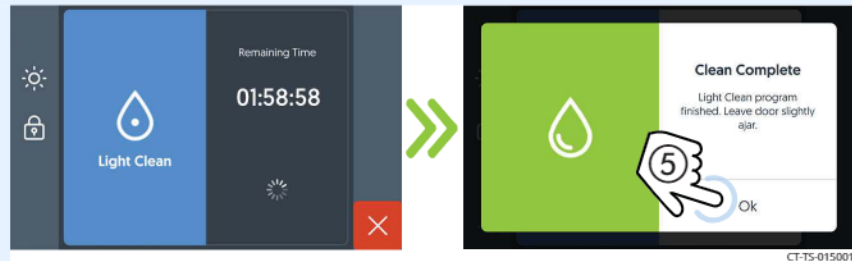 Remaining Time
01:58:58
Light Clean
Clean Complete
Light Clean program
finished. Leave door slightly
ajar.
5
Ok
CT-TS-015001